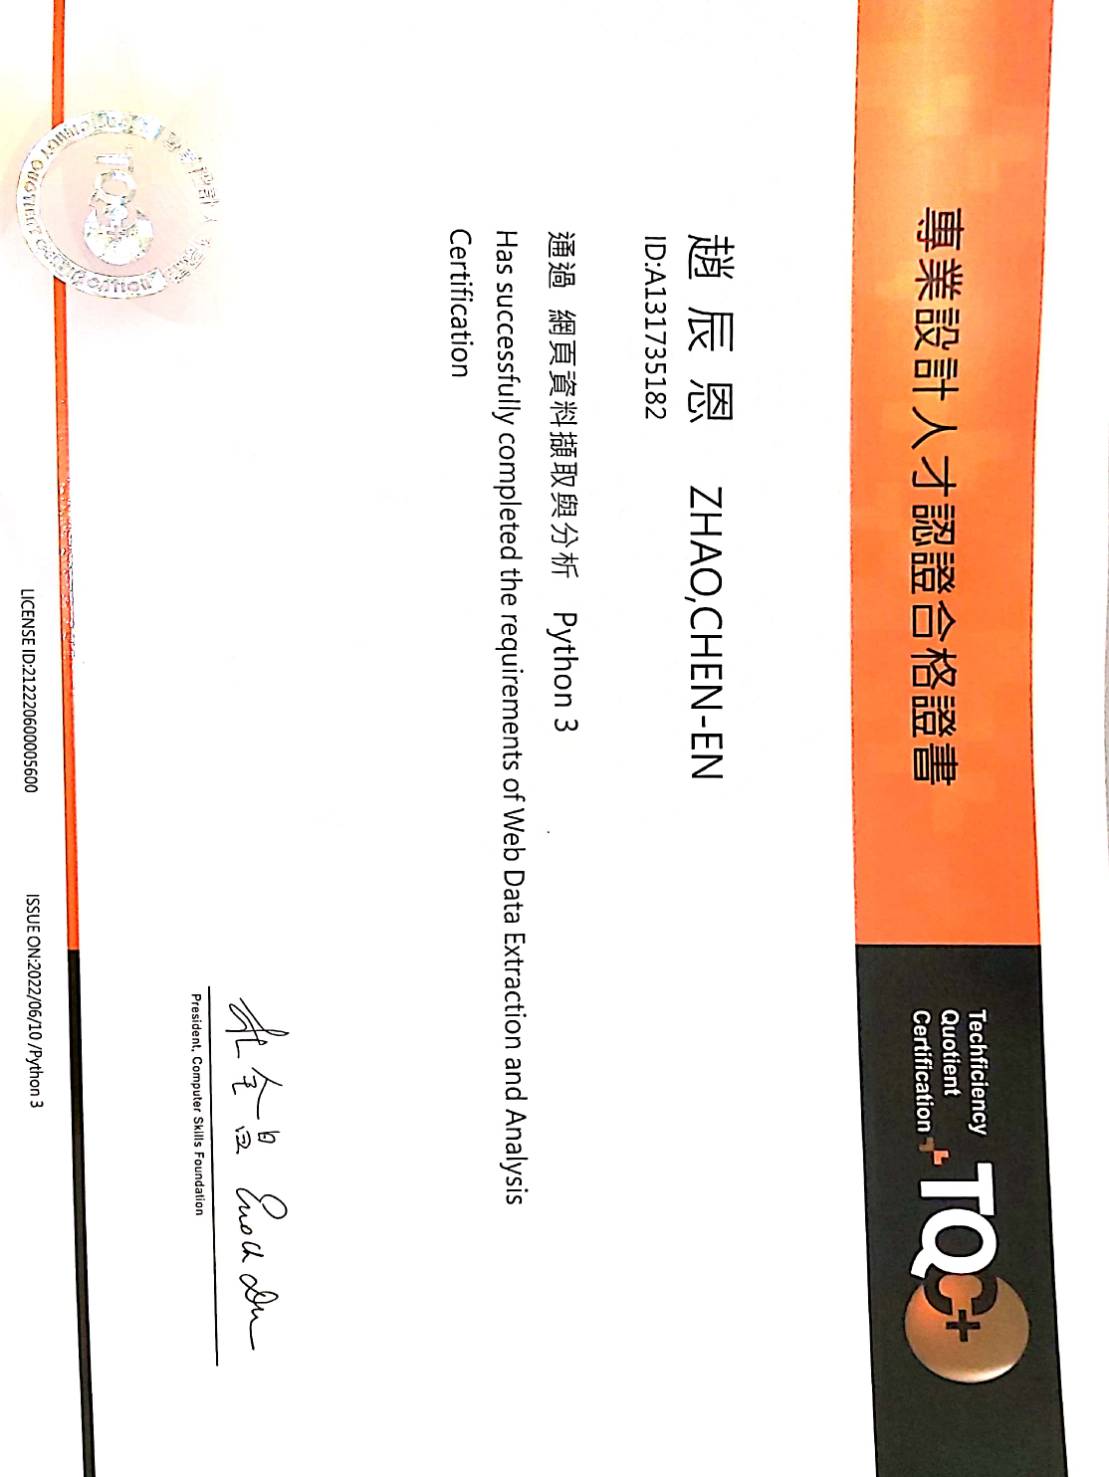 專業設計人才認證合格證書
Techficiency
Quotient
Certification
TQC+
趙辰恩 ZHAO,CHEN-EN
ID:A131735182
通過 網頁資料擷取與分析 Python 3
Has successfully completed the requirements of Web Data Extraction and Analysis
Certification
President, Computer Skills Foundation
TQC+
LICENSE ID:212220600005600
ISSUE ON:2022/06/10 /Python 3